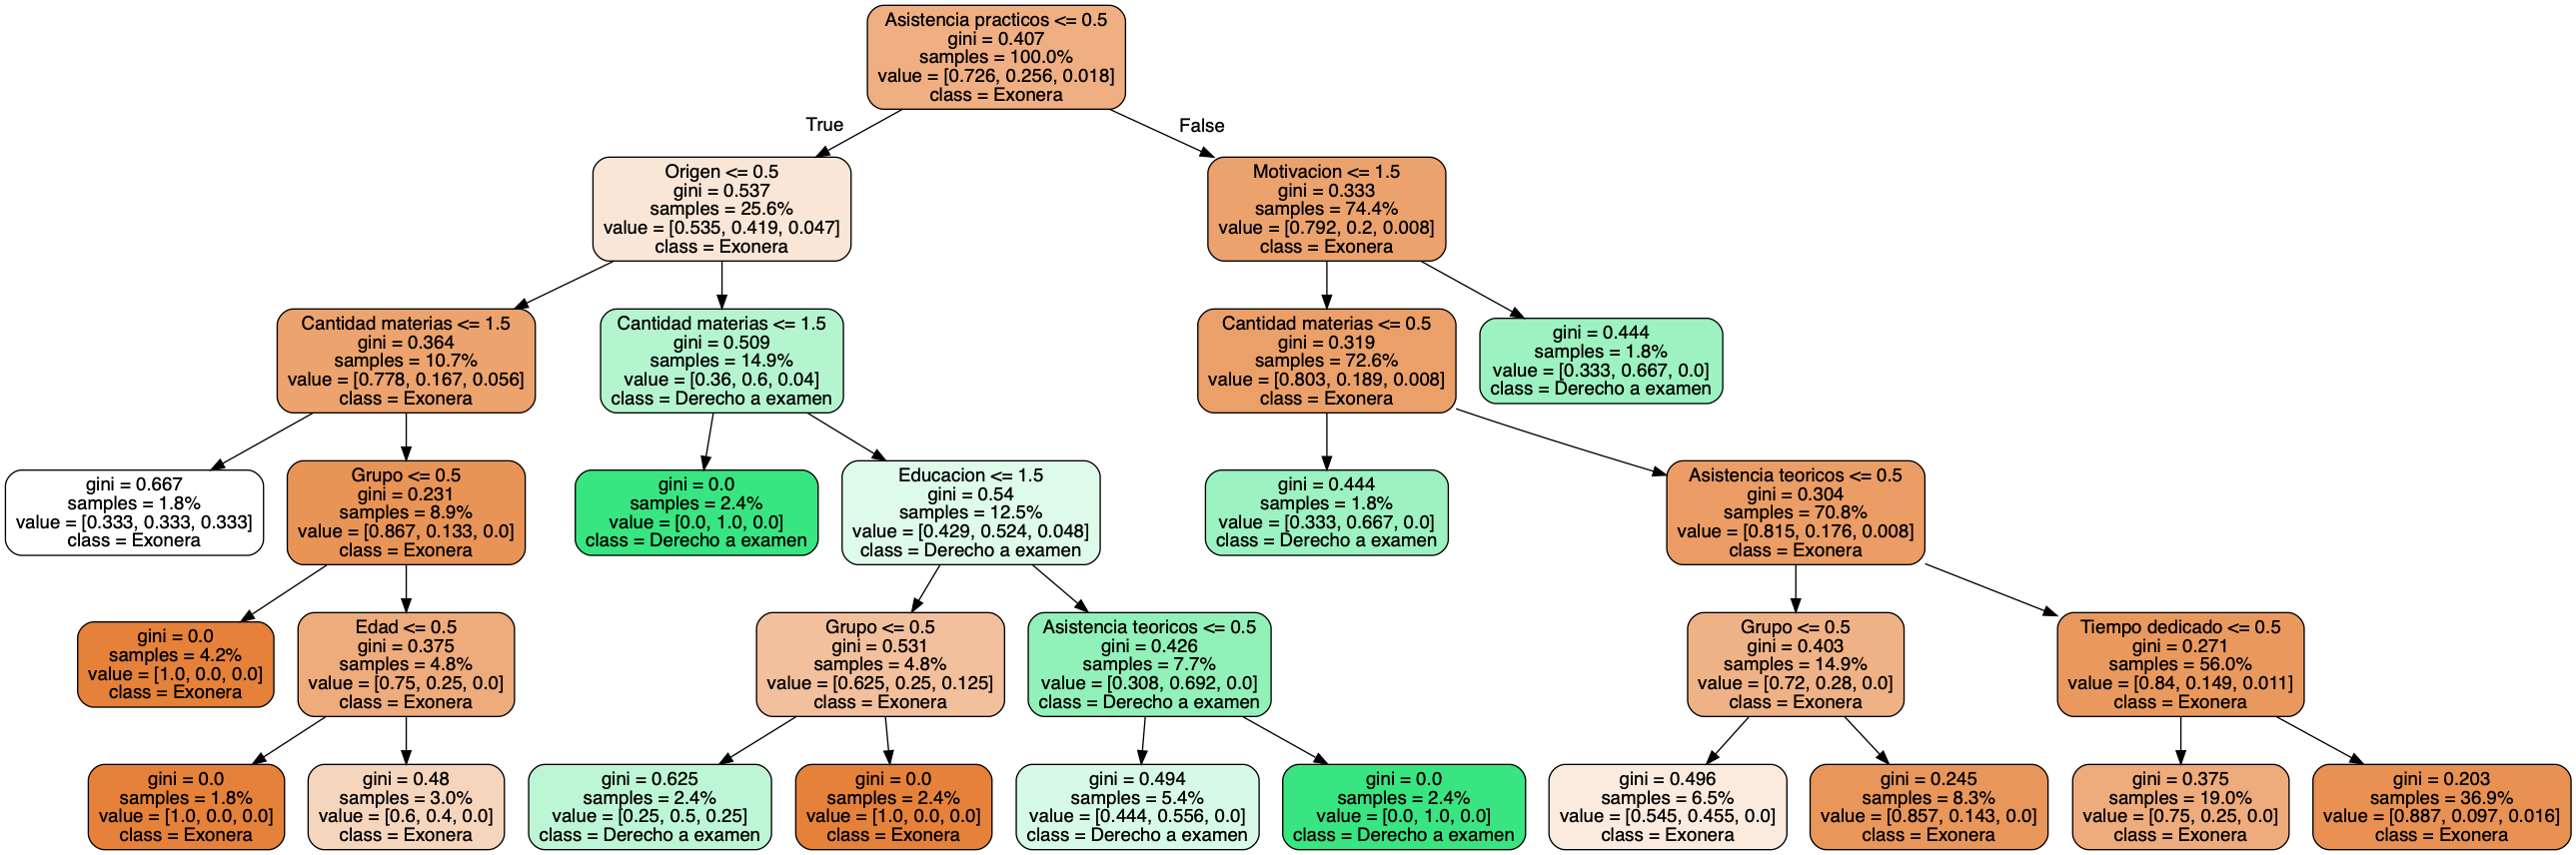 Asistencia practicos <= 0.5
gini = 0.407
samples = 100.0%
value = [0.726, 0.256, 0.018]
class = Exonera
True
False
Origen <= 0.5
gini = 0.537
samples = 25.6%
value = [0.535, 0.419, 0.047]
class = Exonera
Motivacion <= 1.5
gini = 0.333
samples = 74.4%
value = [0.792, 0.2, 0.008]
class = Exonera
Cantidad materias <= 1.5
gini = 0.364
samples = 10.7%
value = [0.778, 0.167, 0.056]
class = Exonera
Cantidad materias <= 1.5
gini = 0.509
samples = 14.9%
value = [0.36, 0.6, 0.04]
class = Derecho a examen
Cantidad materias <= 0.5
gini = 0.319
samples = 72.6%
value = [0.803, 0.189, 0.008]
class = Exonera
gini = 0.444
samples = 1.8%
value = [0.333, 0.667, 0.0]
class = Derecho a examen
gini = 0.667
samples = 1.8%
value = [0.333, 0.333, 0.333]
class = Exonera
Grupo <= 0.5
gini = 0.231
samples = 8.9%
value = [0.867, 0.133, 0.0]
class = Exonera
gini = 0.0
samples = 2.4%
value = [0.0, 1.0, 0.0]
class = Derecho a examen
Educacion <= 1.5
gini = 0.54
samples = 12.5%
value = [0.429, 0.524, 0.048]
class = Derecho a examen
gini = 0.444
samples = 1.8%
value = [0.333, 0.667, 0.0]
class = Derecho a examen
Asistencia teoricos <= 0.5
gini = 0.304
samples = 70.8%
value = [0.815, 0.176, 0.008]
class = Exonera
gini = 0.0
samples = 4.2%
value = [1.0, 0.0, 0.0]
class = Exonera
Edad <= 0.5
gini = 0.375
samples = 4.8%
value = [0.75, 0.25, 0.0]
class = Exonera
Grupo <= 0.5
gini = 0.531
samples = 4.8%
value = [0.625, 0.25, 0.125]
class = Exonera
Asistencia teoricos <= 0.5
gini = 0.426
samples = 7.7%
value = [0.308, 0.692, 0.0]
class = Derecho a examen
Grupo <= 0.5
gini = 0.403
samples = 14.9%
value = [0.72, 0.28, 0.0]
class = Exonera
Tiempo dedicado <= 0.5
gini = 0.271
samples = 56.0%
value = [0.84, 0.149, 0.011]
class = Exonera
gini = 0.0
samples = 1.8%
value = [1.0, 0.0, 0.0]
class = Exonera
gini = 0.48
samples = 3.0%
value = [0.6, 0.4, 0.0]
class = Exonera
gini = 0.625
samples = 2.4%
value = [0.25, 0.5, 0.25]
class = Derecho a examen
gini = 0.0
samples = 2.4%
value = [1.0, 0.0, 0.0]
class = Exonera
gini = 0.494
samples = 5.4%
value = [0.444, 0.556, 0.0]
class = Derecho a examen
gini = 0.0
samples = 2.4%
value = [0.0, 1.0, 0.0]
class = Derecho a examen
gini = 0.496
samples = 6.5%
value = [0.545, 0.455, 0.0]
class = Exonera
gini = 0.245
samples = 8.3%
value = [0.857, 0.143, 0.0]
class = Exonera
gini = 0.375
samples = 19.0%
value = [0.75, 0.25, 0.0]
class = Exonera
gini = 0.203
samples = 36.9%
value = [0.887, 0.097, 0.016]
class = Exonera